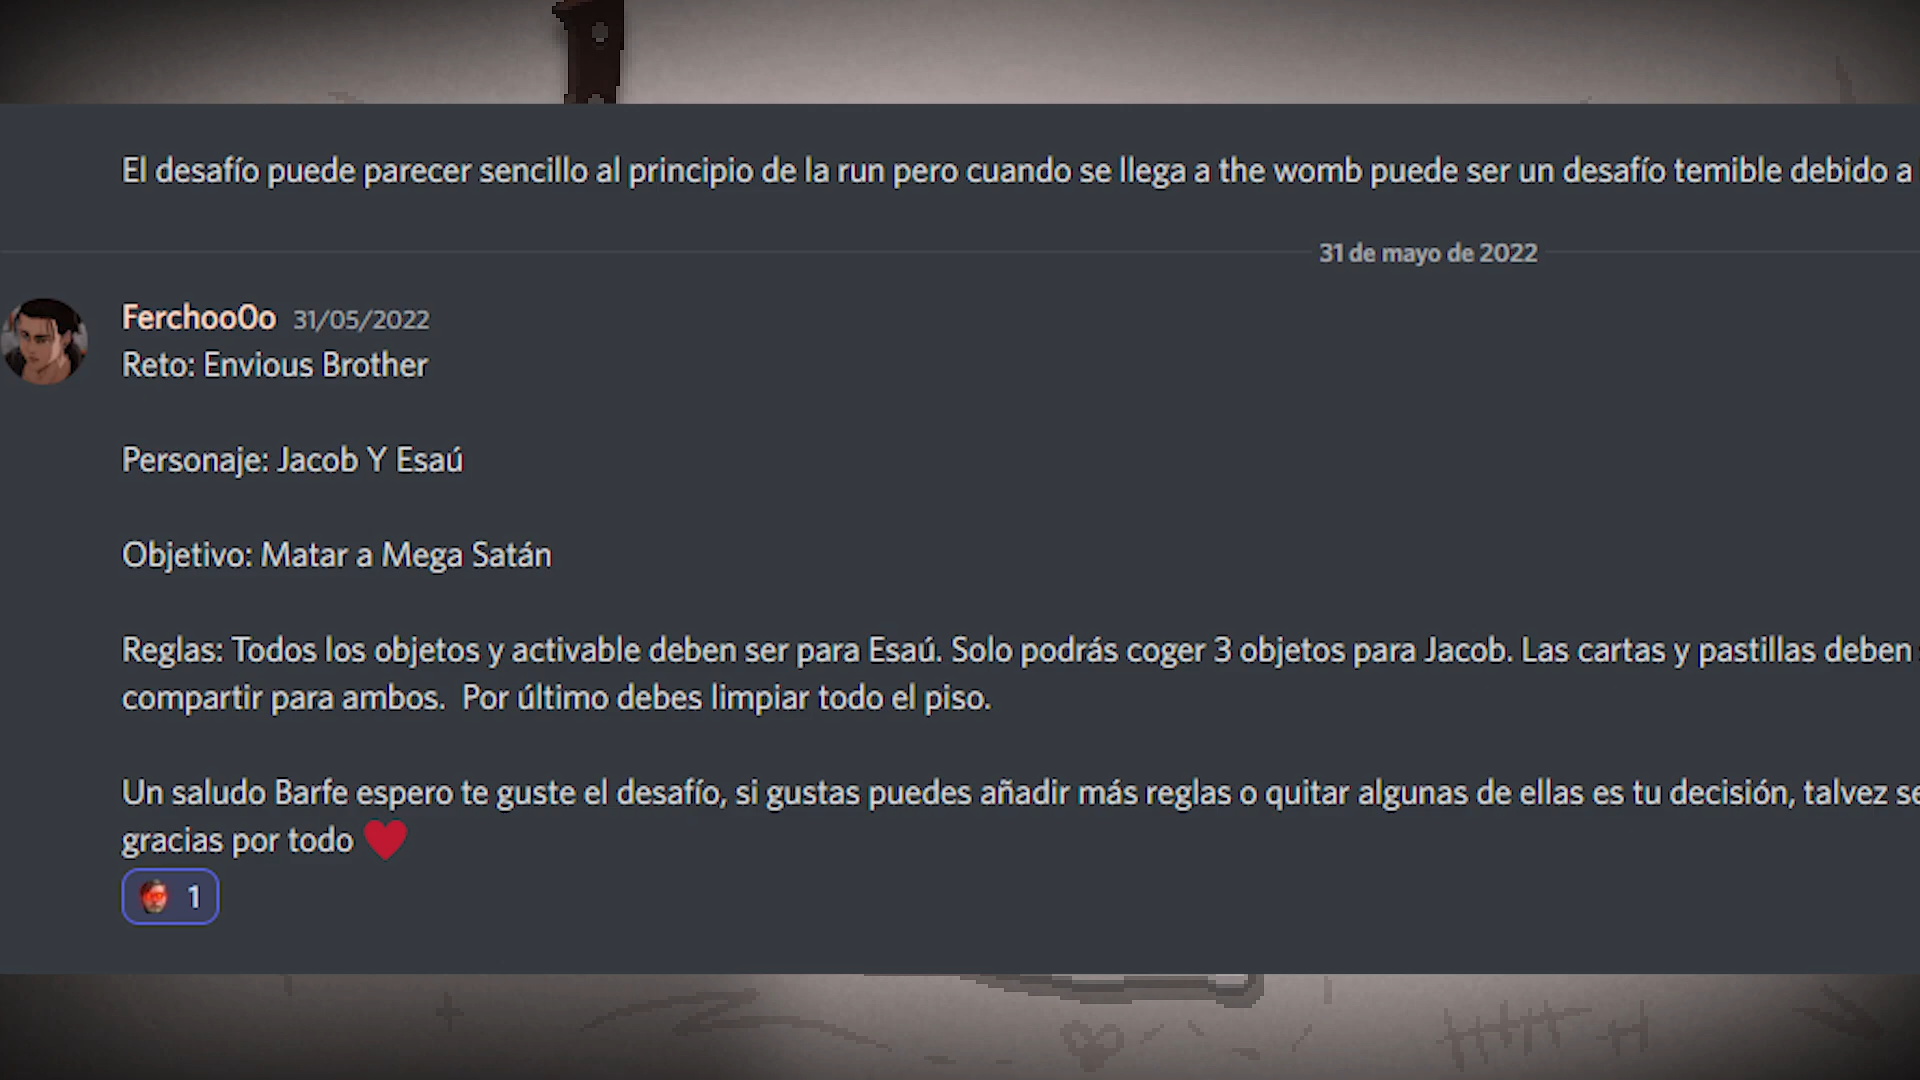 El desafío puede parecer sencillo al principio de la run pero cuando se llega a the womb puede ser un desafío temible debido a
31 de mayo de 2022
FerchooOo 31/05/2022
Reto: Envious Brother
Personaje: Jacob Y Esaú
Objetivo: Matar a Mega Satán
Reglas: Todos los objetos y activable deben ser para Esaú. Solo podrás coger 3 objetos para Jacob. Las cartas y pastillas deben
compartir para ambos. Por último debes limpiar todo el piso.
Un saludo Barfe espero te guste el desafío, si gustas puedes añadir más reglas o quitar algunas de ellas es tu decisión, talvez
gracias por todo
1